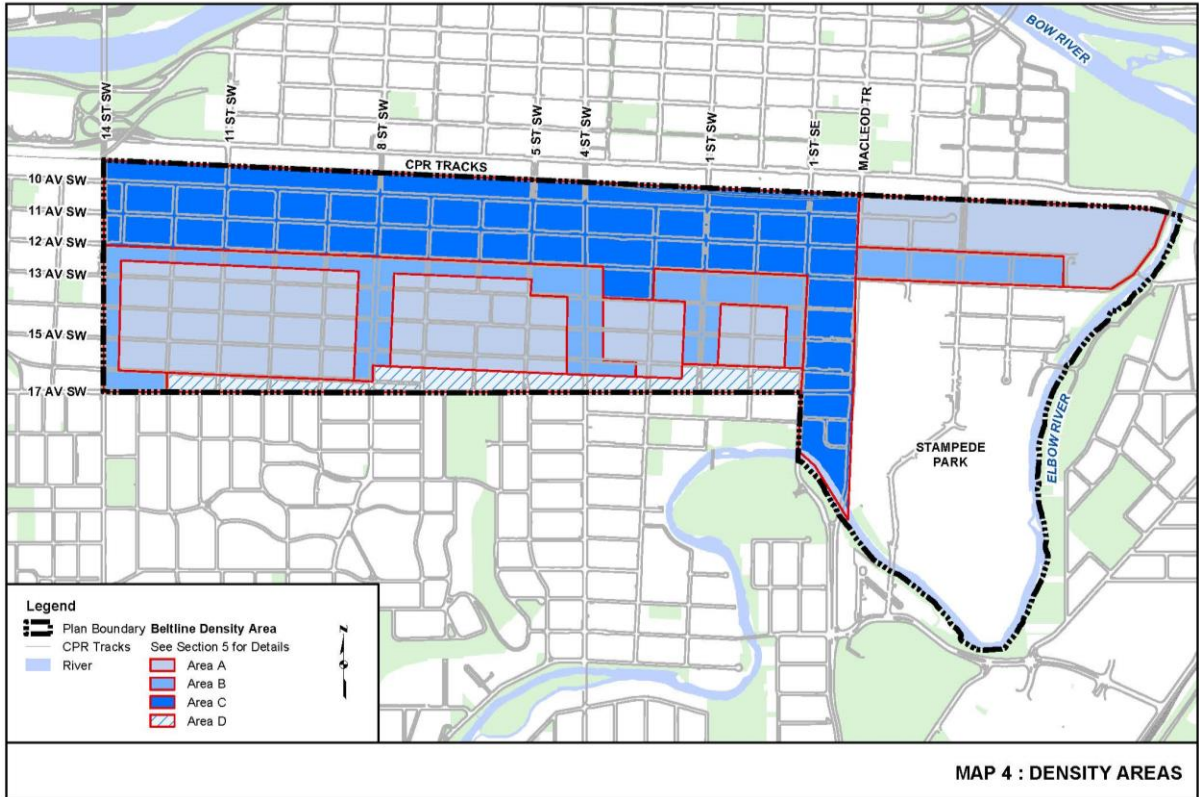 BOW RIVER
14 ST SW
11 ST SW
8 ST SW
5 ST SW
4 ST SW
1 ST SW
1 ST SE
MACLEOD TR
CPR TRACKS
10 AV SW
11 AV SW
12 AV SW
13 AV SW
15 AV SW
17 AV SW
STAMPEDE
PARK
ELBOW RIVER
Legend
Plan Boundary
CPR Tracks
River
Beltline Density Area
See Section 5 for Details
Area A
Area B
Area C
Area D
N
MAP 4 : DENSITY AREAS